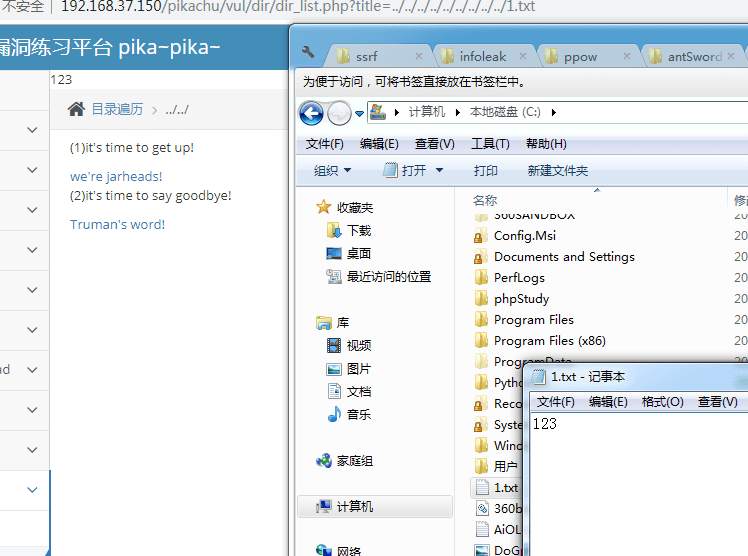 不安全 | 192.168.37.150/pikachu/vul/dir/dir_list.php?title=../../../../../../../../../1.txt
漏洞练习平台 pika~pika~
123
目录遍历 > ../../
(1)it's time to get up!
we're jarheads!
(2)it's time to say goodbye!
Truman's word!
ssrf × infoleak × ppow × antSword ×
为便于访问，可将书签直接放在书签栏中。
计算机 本地磁盘 (C:)
文件(F) 编辑(E) 查看(V) 工具(T) 帮助(H)
组织 打开 打印 新建文件夹
名称
收藏夹
下载
桌面
最近访问的位置
库
视频
图片
文档
音乐
家庭组
计算机
网络
360SANDBOX
Config.Msi
Documents and Settings
PerfLogs
phpStudy
Program Files
Program Files (x86)
ProgramData
Pytho
Reco
Syste
Wind
用户
1.txt
360b
AiOL
DoG
20
20
20
20
20
20
1.txt - 记事本
文件(F) 编辑(E) 格式(O) 查看(V)
123